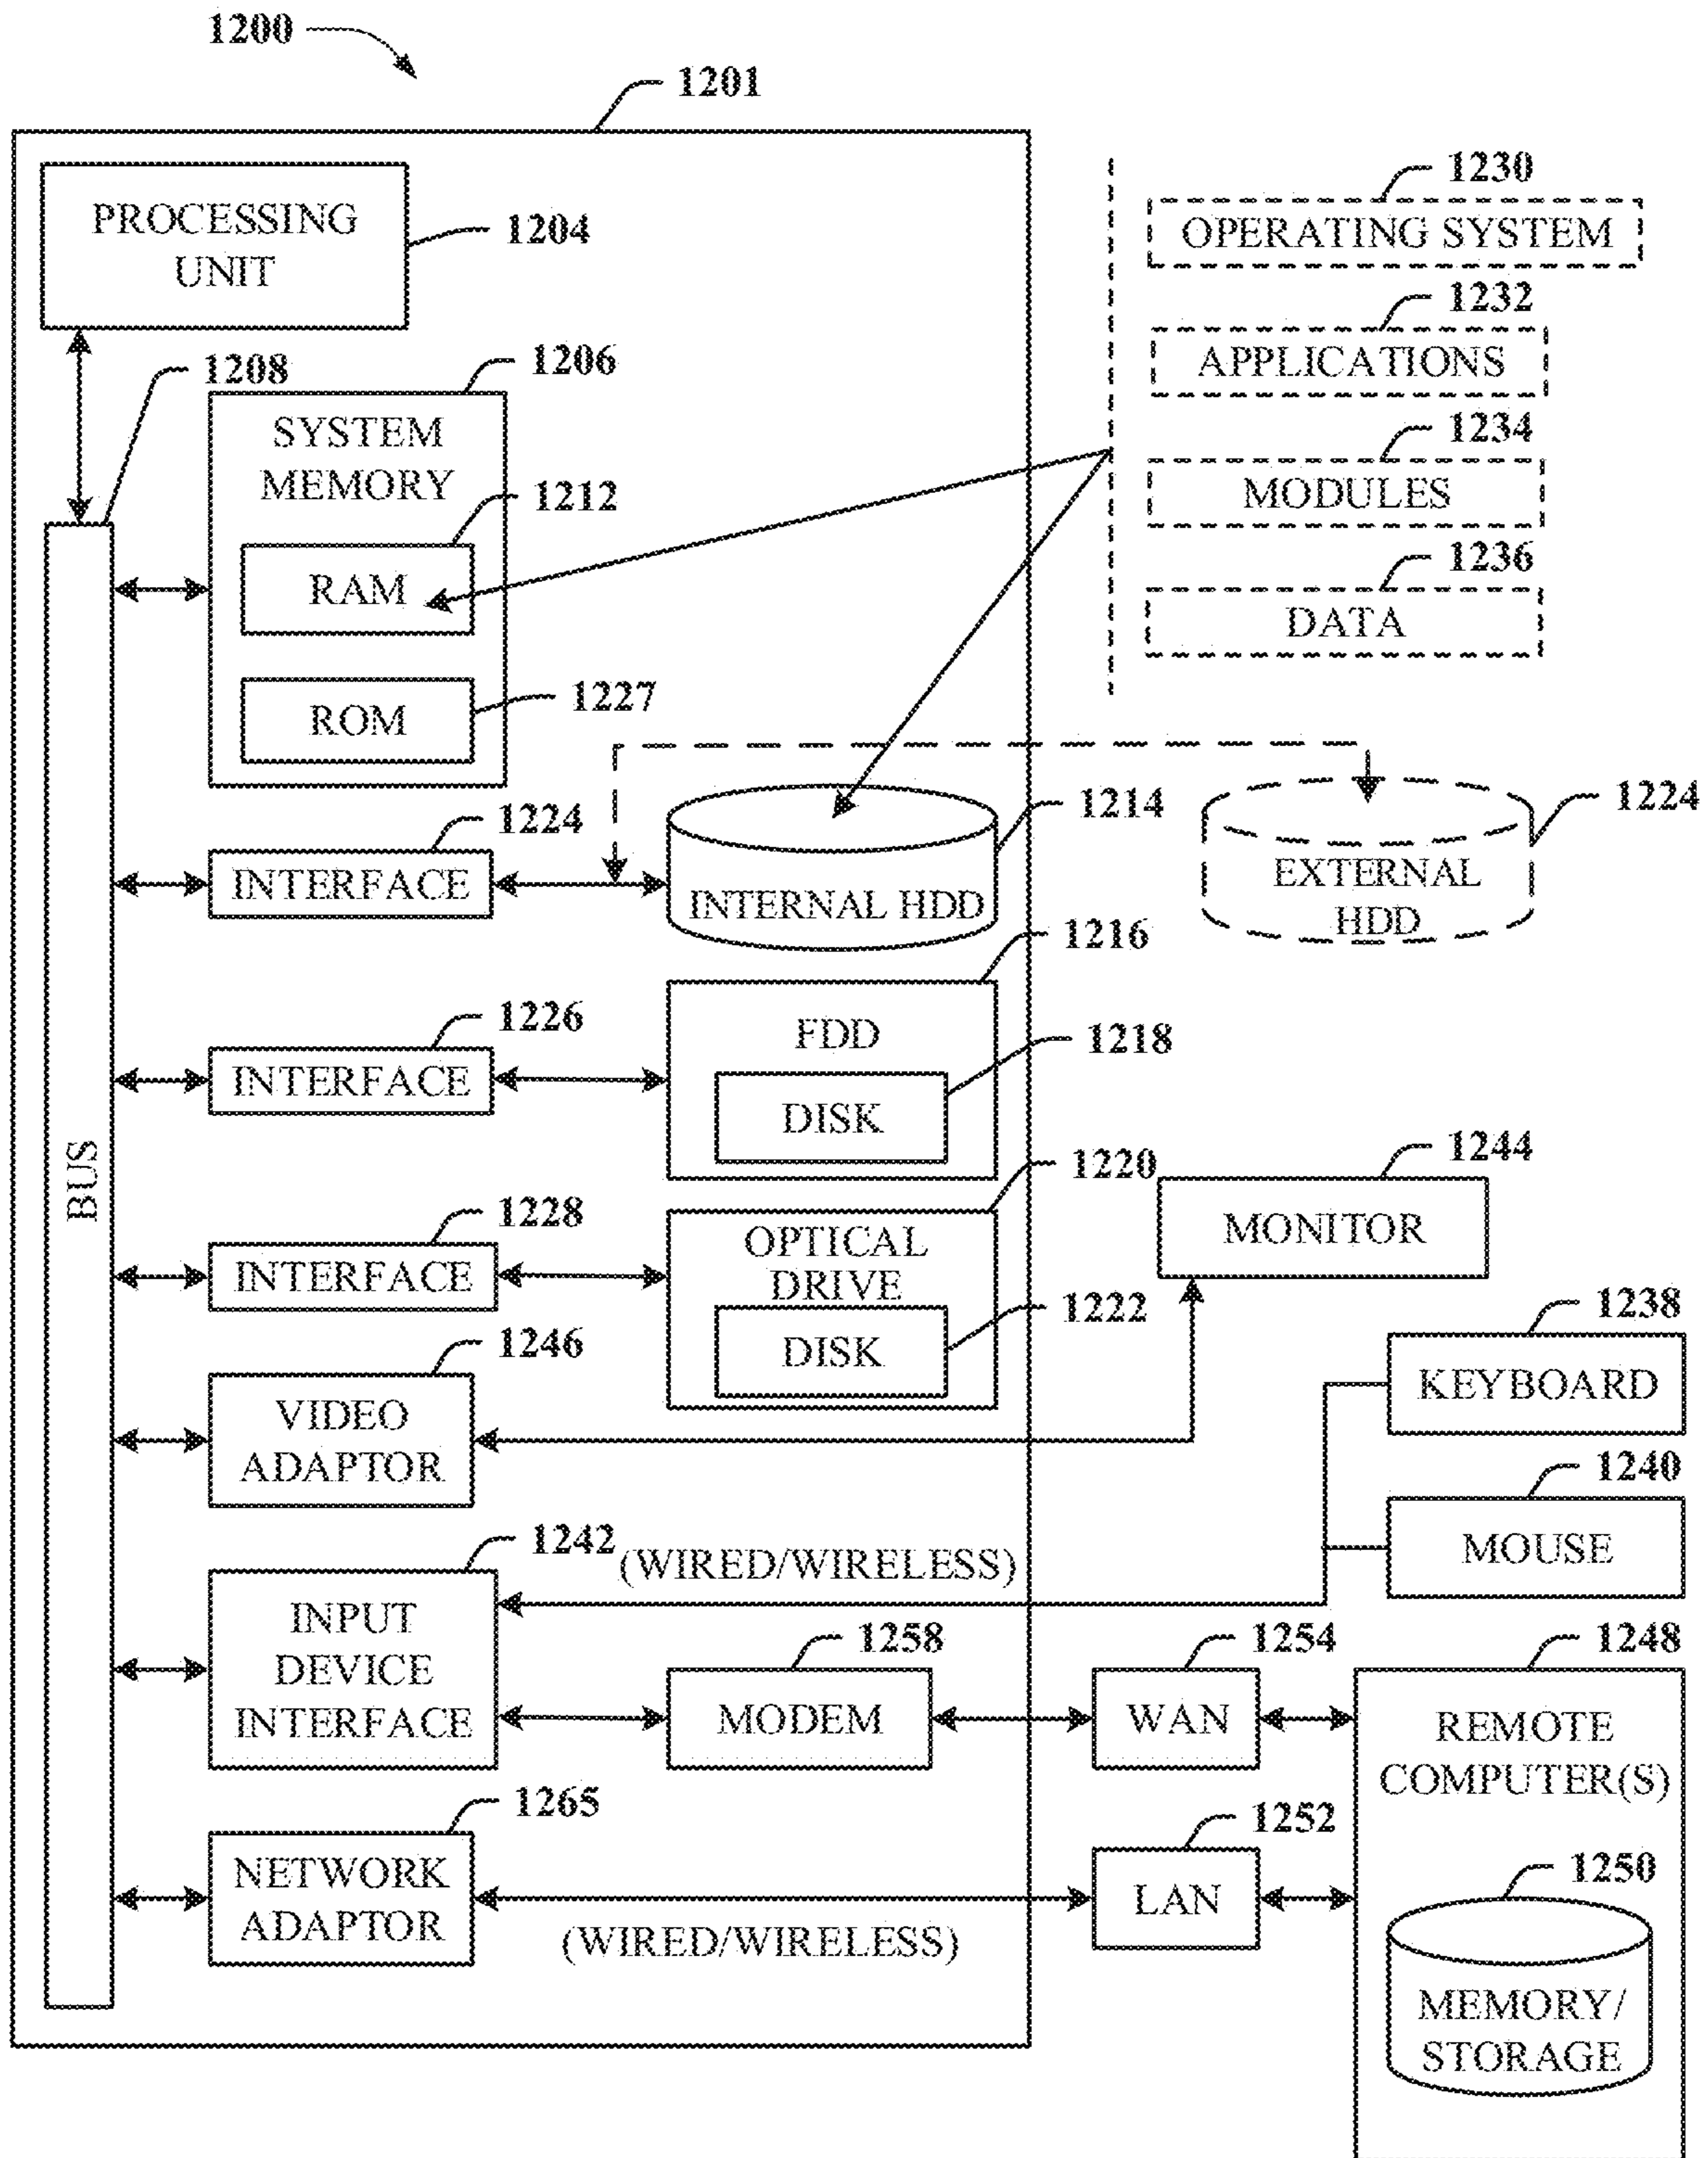 1200
1201
PROCESSING
UNIT
1204
1230
OPERATING SYSTEM
1232
APPLICATIONS
1234
MODULES
1236
DATA
1208
1206
SYSTEM
MEMORY
1212
RAM
1227
ROM
1224
INTERFACE
1214
INTERNAL HDD
1224
EXTERNAL
HDD
1226
INTERFACE
1216
FDD
1218
DISK
BUS
1228
INTERFACE
1220
OPTICAL
DRIVE
1222
DISK
1244
MONITOR
1246
VIDEO
ADAPTOR
1238
KEYBOARD
1240
MOUSE
1242
(WIRED/WIRELESS)
INPUT
DEVICE
INTERFACE
1258
MODEM
1254
WAN
1248
REMOTE
COMPUTER(S)
1265
NETWORK
ADAPTOR
(WIRED/WIRELESS)
1252
LAN
1250
MEMORY/
STORAGE